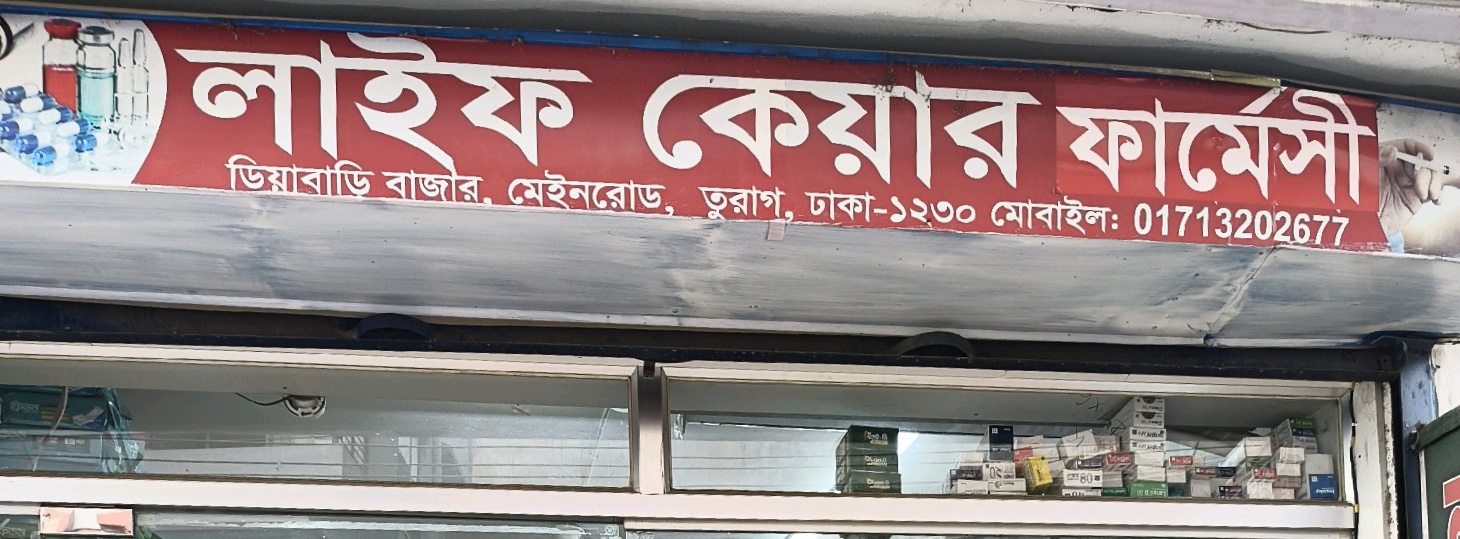 লাইফ কেয়ার ফার্মেসী
ডিয়াবাড়ি বাজার, মেইনরোড, তুরাগ, ঢাকা-১২৩০ মোবাইল: 01713202677